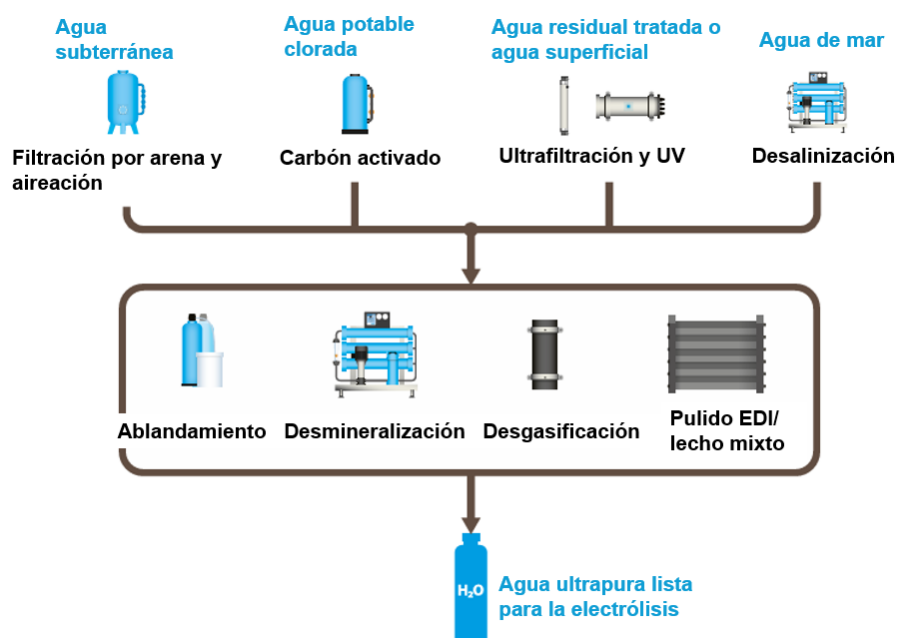 Agua
subterránea
Agua potable
clorada
Agua residual tratada o
agua superficial
Agua de mar
Filtración por arena y
aireación
Carbón activado
Ultrafiltración y UV
Desalinización
Ablandamiento
Desmineralización
Desgasificación
Pulido EDI/
lecho mixto
H₂O
Agua ultrapura lista
para la electrólisis